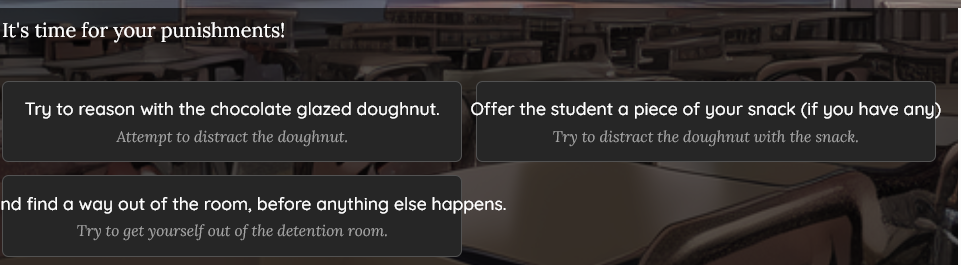 It's time for your punishments!
Try to reason with the chocolate glazed doughnut.
Attempt to distract the doughnut.
Offer the student a piece of your snack (if you have any)
Try to distract the doughnut with the snack.
nd find a way out of the room, before anything else happens.
Try to get yourself out of the detention room.